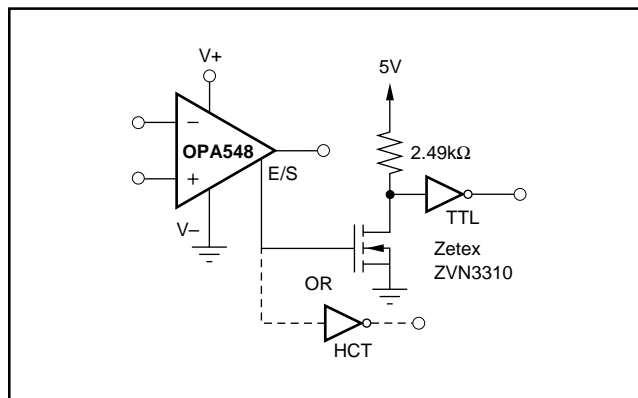 V+
5V
–
OPA548
+
E/S
2.49kΩ
V–
TTL
Zetex
ZVN3310
OR
HCT